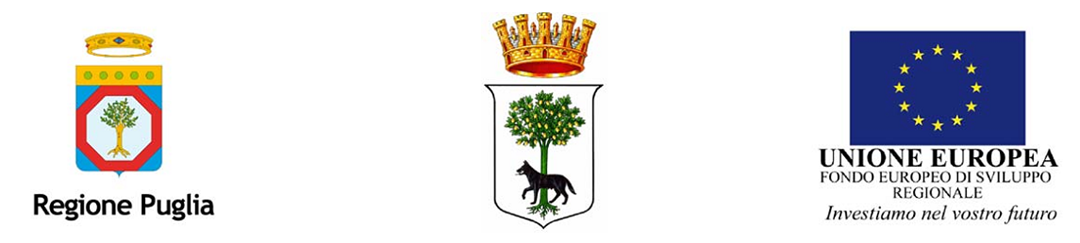 Regione Puglia
UNIONE EUROPEA
FONDO EUROPEO DI SVILUPPO
REGIONALE
Investiamo nel vostro futuro